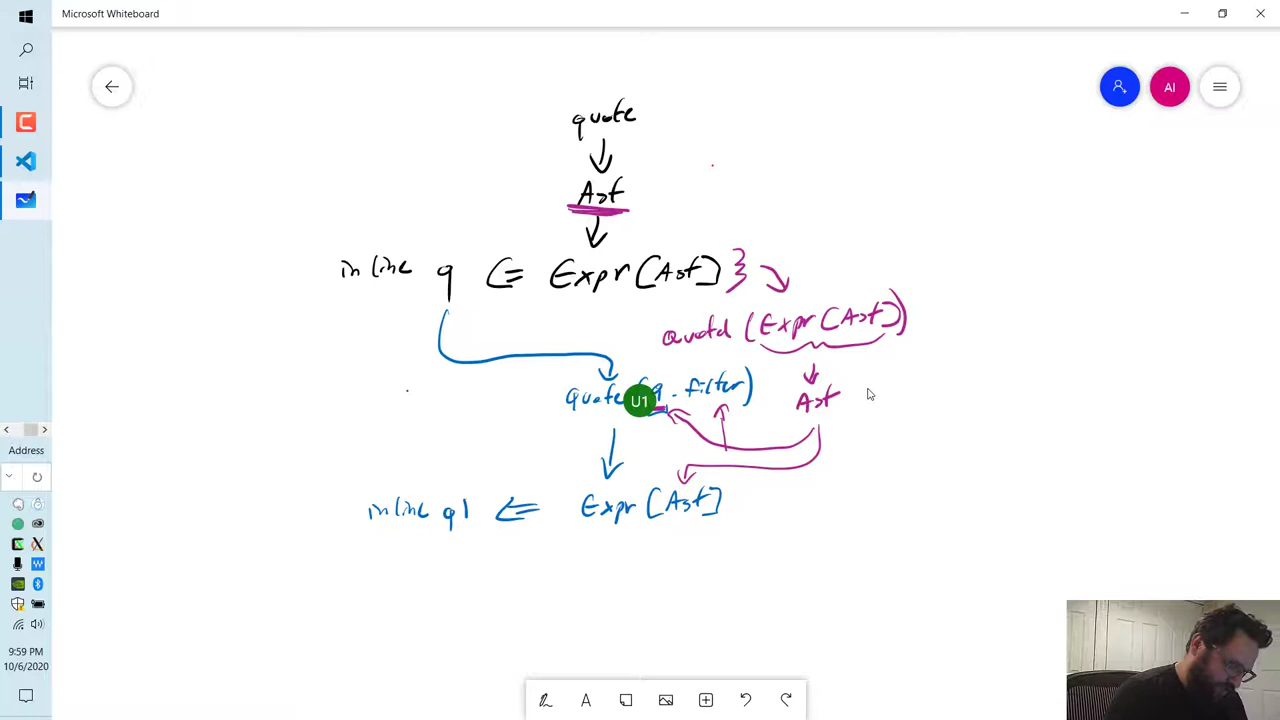 Microsoft Whiteboard
AI
quote
Ast
inline q <= Expr[Ast] }
quoted (Expr[Ast])
quote (q.filter)
U1
Ast
inline q1 <= Expr[Ast]
Address
9:59 PM
10/6/2020